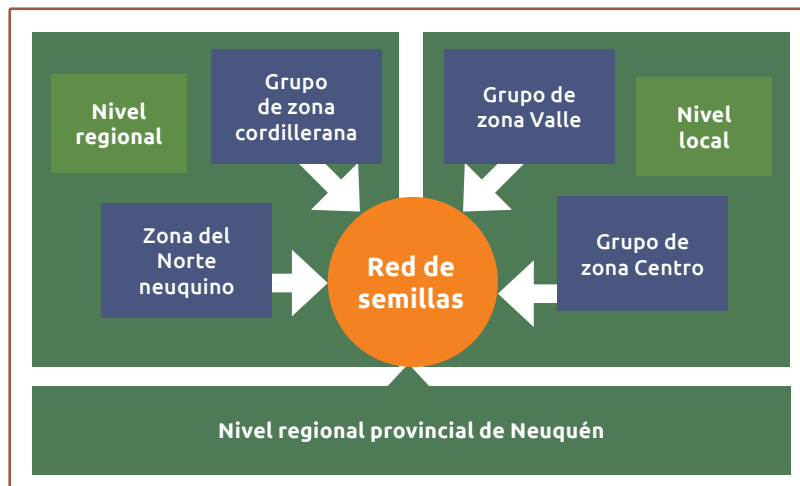 Nivel
regional
Grupo
de zona
cordillerana
Grupo de
zona Valle
Nivel
local
Zona del
Norte
neuquino
Red de
semillas
Grupo de
zona Centro
Nivel regional provincial de Neuquén